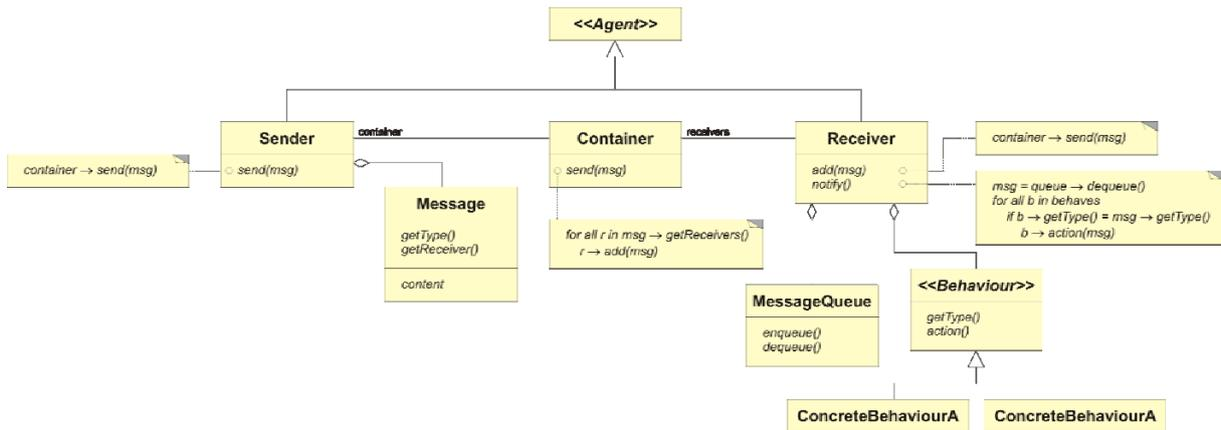 <<Agent>>
Sender
send(msg)
container → send(msg)
container
Message
getType()
getReceiver()
content
Container
send(msg)
for all r in msg → getReceivers()
r → add(msg)
receivers
Receiver
add(msg)
notify()
container → send(msg)
msg = queue → dequeue()
for all b in behaves
if b → getType() = msg → getType()
b → action(msg)
MessageQueue
enqueue()
dequeue()
<<Behaviour>>
getType()
action()
ConcreteBehaviourA
ConcreteBehaviourA